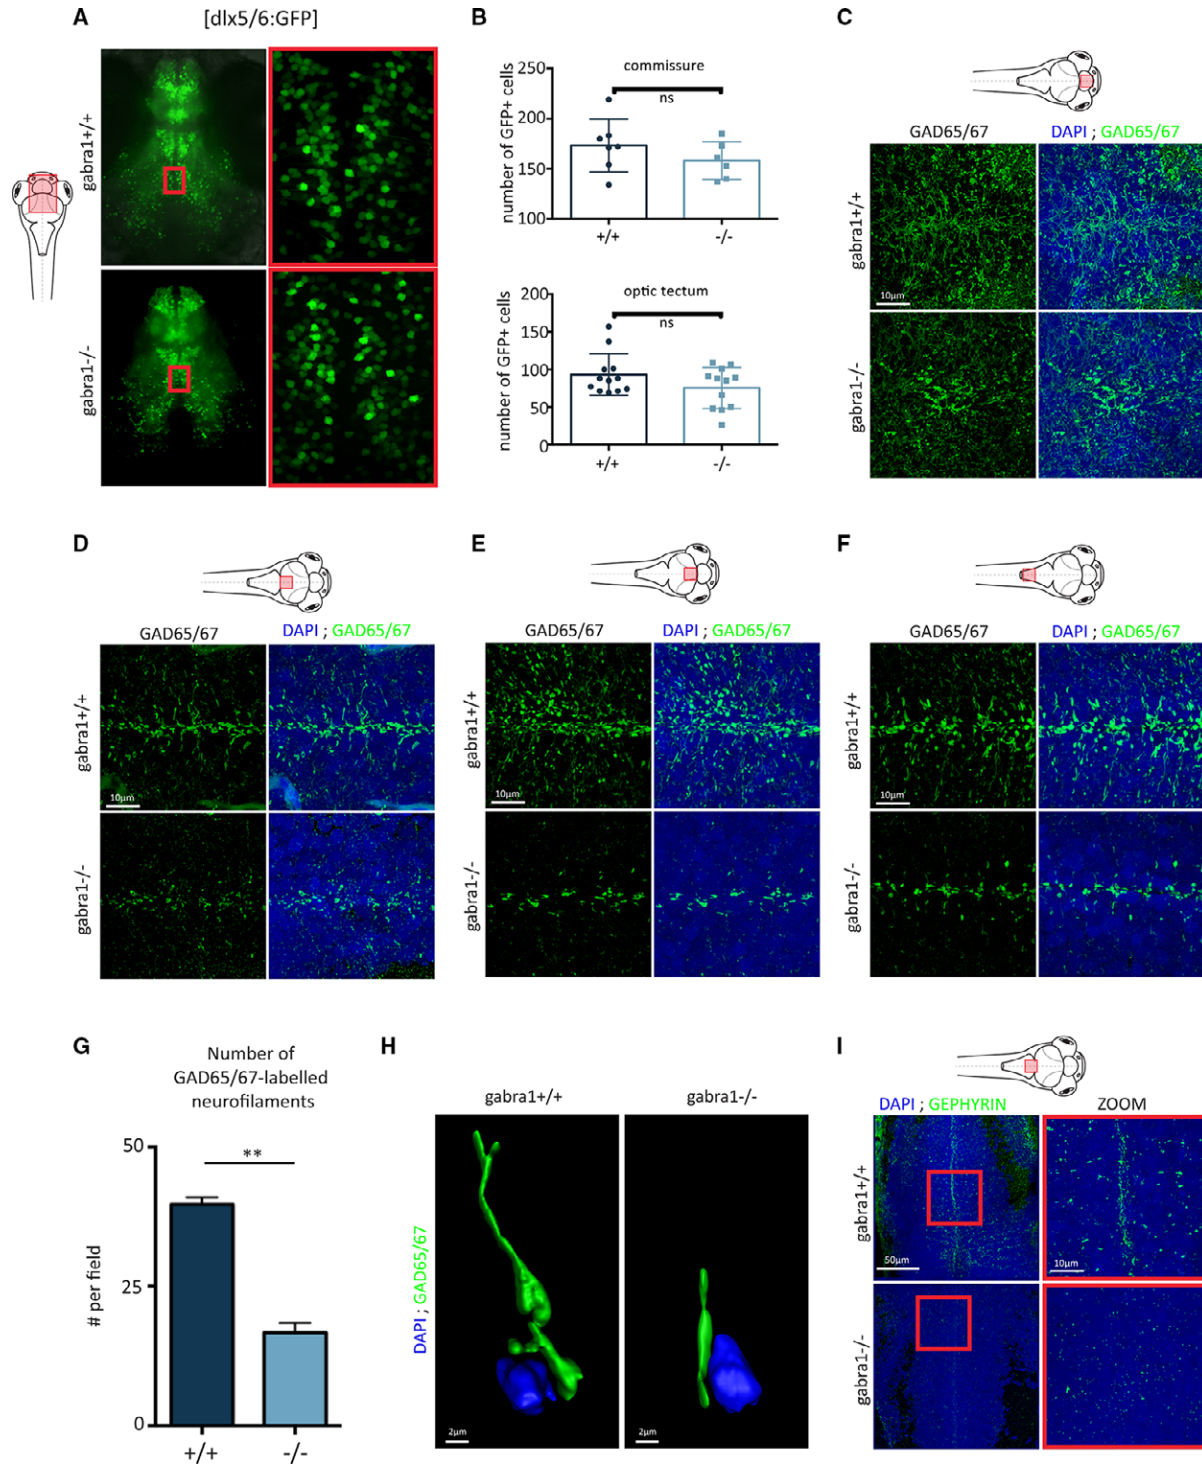 A
[dlx5/6:GFP]
gabra1+/+
gabra1-/-
B
commissure
ns
number of GFP+ cells
250
200
150
100
+/+
-/-
optic tectum
ns
number of GFP+ cells
200
150
100
50
0
+/+
-/-
C
GAD65/67
DAPI ; GAD65/67
gabra1+/+
10µm
gabra1-/-
D
GAD65/67
DAPI ; GAD65/67
gabra1+/+
10µm
gabra1-/-
E
GAD65/67
DAPI ; GAD65/67
gabra1+/+
10µm
gabra1-/-
F
GAD65/67
DAPI ; GAD65/67
gabra1+/+
10µm
gabra1-/-
G
Number of
GAD65/67-labelled
neurofilaments
# per field
50
25
0
**
+/+
-/-
H
gabra1+/+
gabra1-/-
DAPI ; GAD65/67
2µm
2µm
I
DAPI ; GEPHYRIN
ZOOM
gabra1+/+
50µm
10µm
gabra1-/-